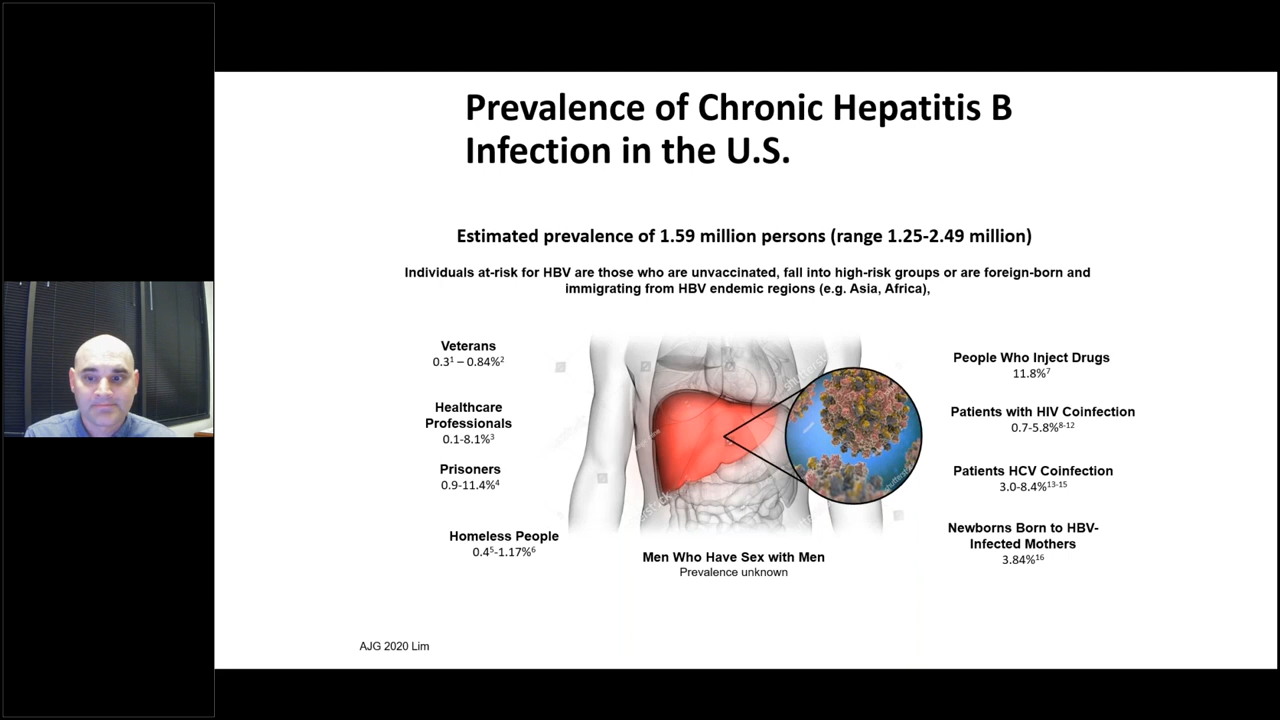 Prevalence of Chronic Hepatitis B
Infection in the U.S.
Estimated prevalence of 1.59 million persons (range 1.25-2.49 million)
Individuals at-risk for HBV are those who are unvaccinated, fall into high-risk groups or are foreign-born and
immigrating from HBV endemic regions (e.g. Asia, Africa),
Veterans
0.3¹ – 0.84%²
Healthcare
Professionals
0.1-8.1%³
Prisoners
0.9-11.4%⁴
Homeless People
0.4⁵-1.17%⁶
Men Who Have Sex with Men
Prevalence unknown
People Who Inject Drugs
11.8%⁷
Patients with HIV Coinfection
0.7-5.8%⁸⁻¹²
Patients HCV Coinfection
3.0-8.4%¹³⁻¹⁵
Newborns Born to HBV-
Infected Mothers
3.84%¹⁶
AJG 2020 Lim